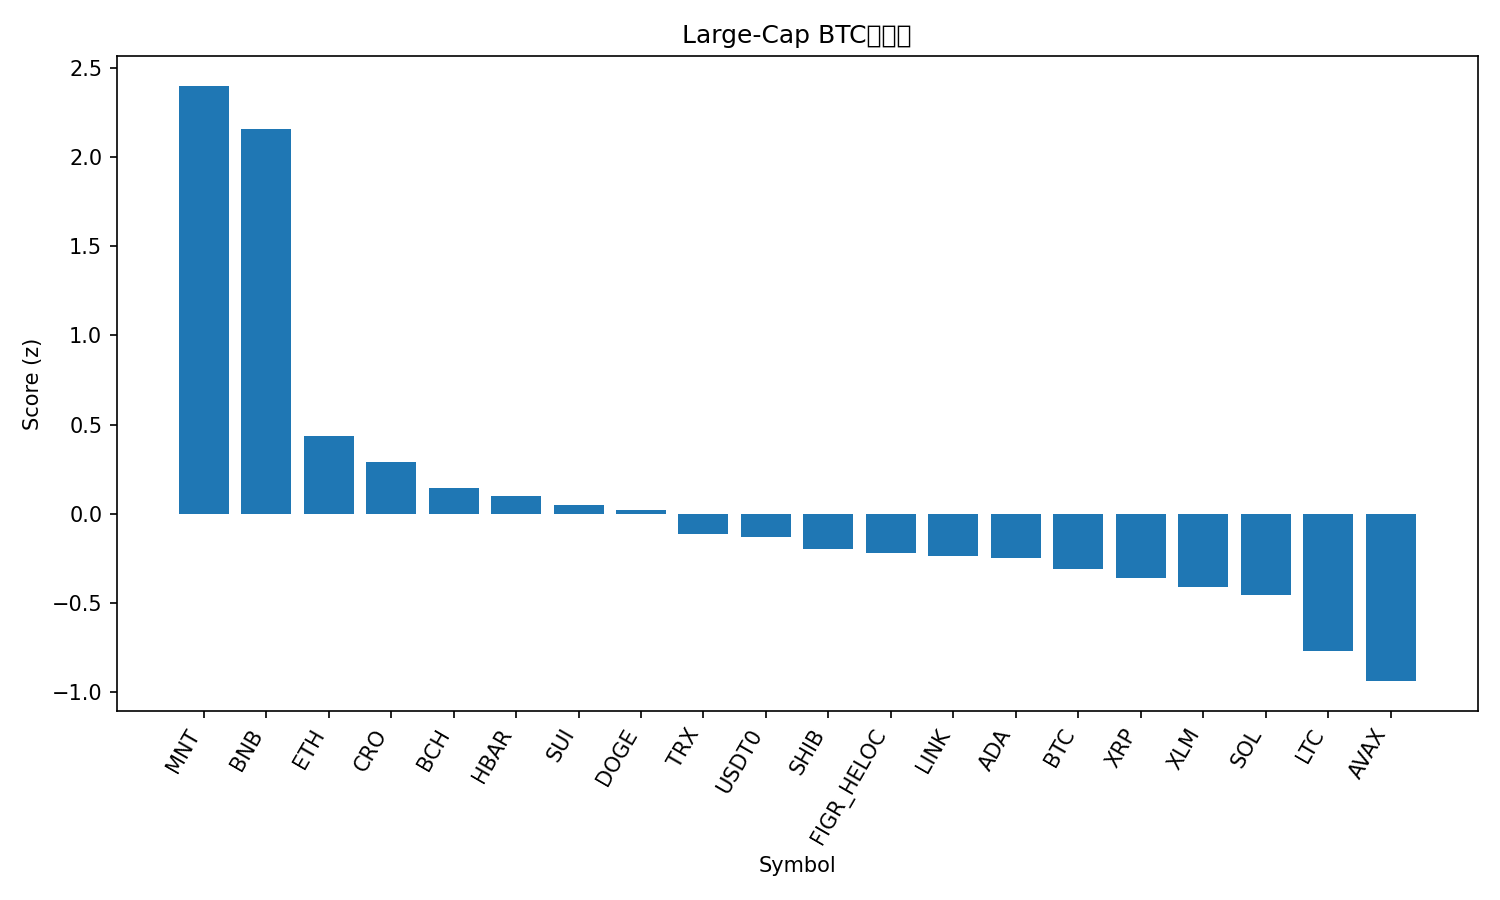 Large-Cap BTC
Score (z)
2.5
2.0
1.5
1.0
0.5
0.0
−0.5
−1.0
MNT
BNB
ETH
CRO
BCH
HBAR
SUI
DOGE
TRX
USDT0
SHIB
FIGR_HELOC
LINK
ADA
BTC
XRP
XLM
SOL
LTC
AVAX
Symbol